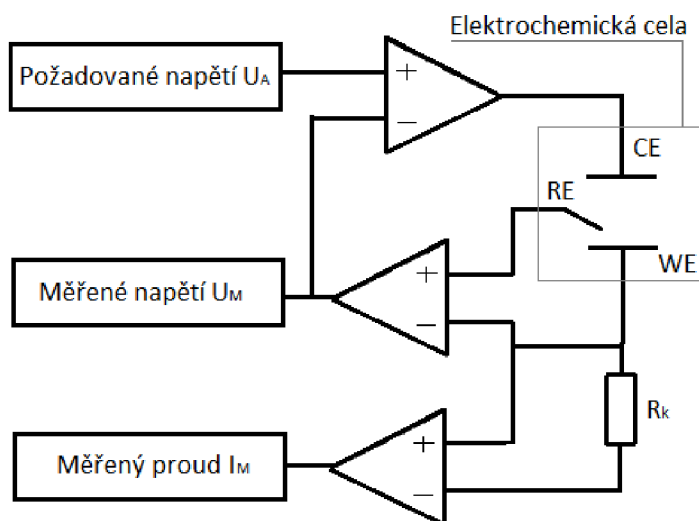 Elektrochemická cela
Požadované napětí UA
+
−
CE
RE
WE
Měřené napětí UM
+
−
Rk
Měřený proud IM
+
−